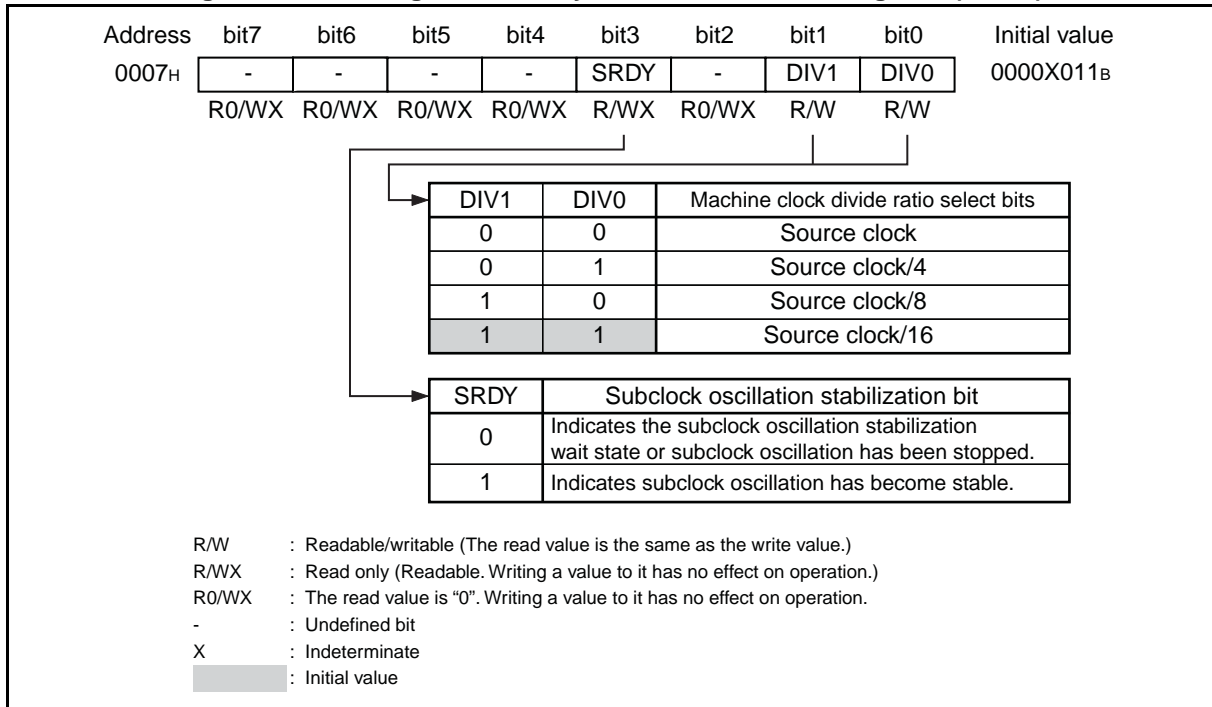 Address bit7 bit6 bit5 bit4 bit3 bit2 bit1 bit0 Initial value
0007H - - - - SRDY - DIV1 DIV0 0000X011B
R0/WX R0/WX R0/WX R0/WX R/WX R0/WX R/W R/W
DIV1 DIV0 Machine clock divide ratio select bits
0 0 Source clock
0 1 Source clock/4
1 0 Source clock/8
1 1 Source clock/16
SRDY Subclock oscillation stabilization bit
0 Indicates the subclock oscillation stabilization
wait state or subclock oscillation has been stopped.
1 Indicates subclock oscillation has become stable.
R/W : Readable/writable (The read value is the same as the write value.)
R/WX : Read only (Readable. Writing a value to it has no effect on operation.)
R0/WX : The read value is “0”. Writing a value to it has no effect on operation.
- : Undefined bit
X : Indeterminate
: Initial value